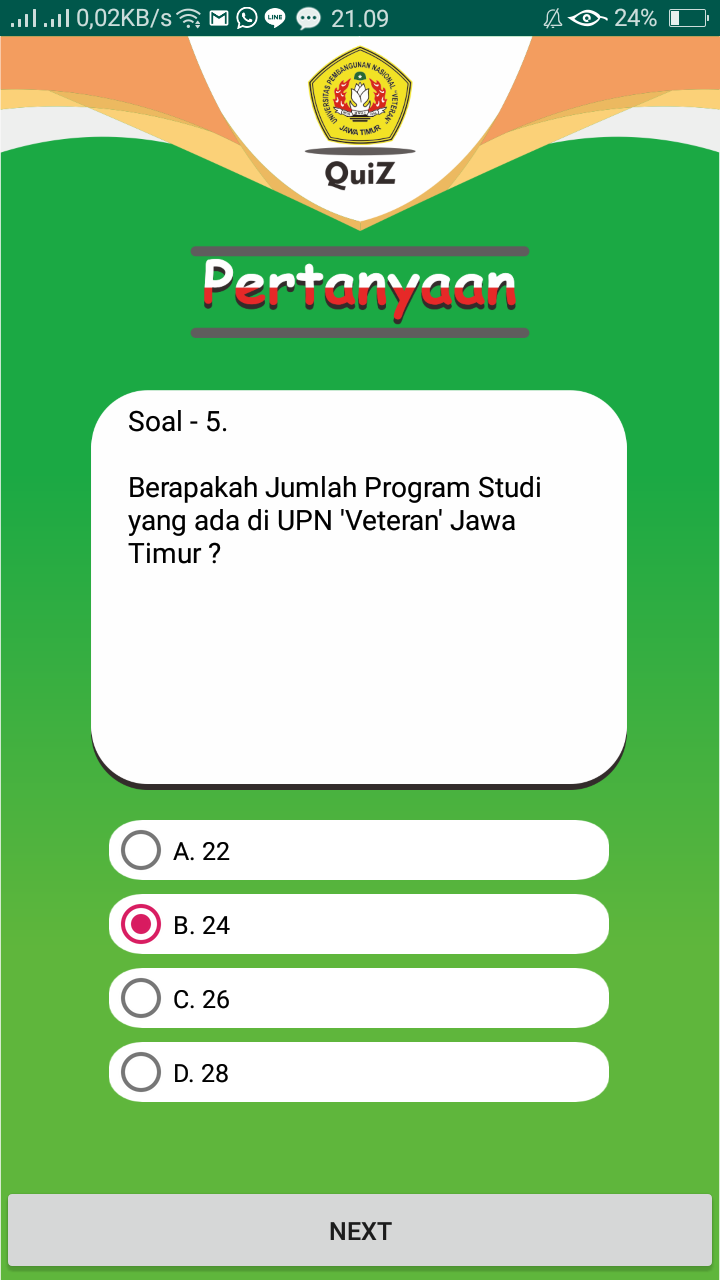 0,02KB/s LINE 21.09 24%
UNIVERSITAS PEMBANGUNAN NASIONAL "VETERAN"
JAWA TIMUR
QuiZ
Pertanyaan
Soal - 5.
Berapakah Jumlah Program Studi
yang ada di UPN 'Veteran' Jawa
Timur ?
A. 22
B. 24
C. 26
D. 28
NEXT